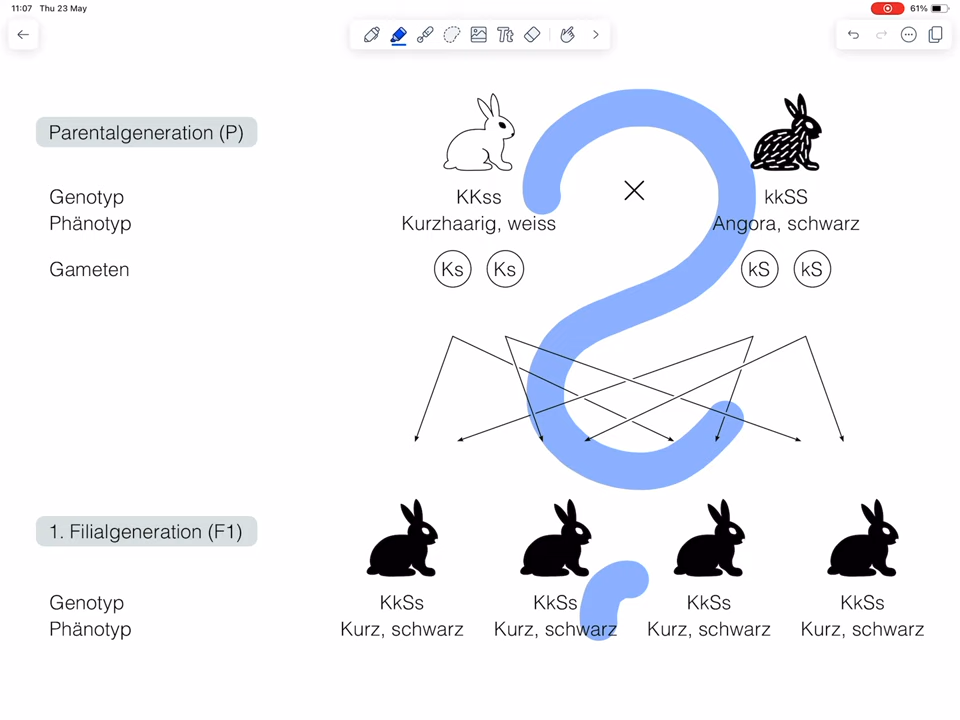 11:07 Thu 23 May
61%
Tt
Parentalgeneration (P)
Genotyp KKss kkSS
Phänotyp Kurzhaarig, weiss Angora, schwarz
Gameten Ks Ks kS kS
1. Filialgeneration (F1)
Genotyp KkSs KkSs KkSs KkSs
Phänotyp Kurz, schwarz Kurz, schwarz Kurz, schwarz Kurz, schwarz